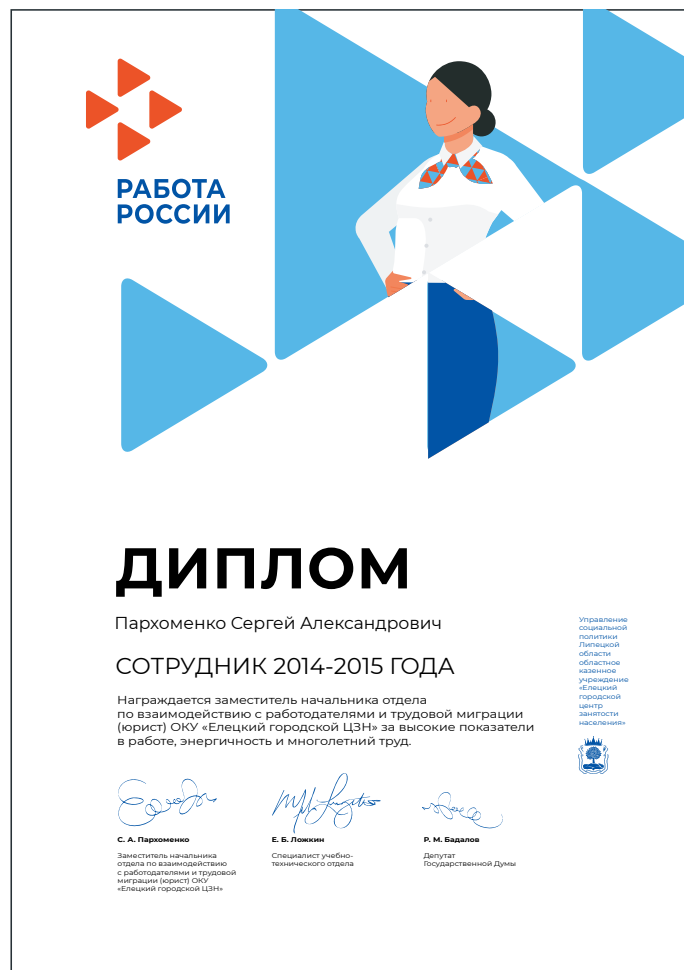 РАБОТА
РОССИИ
ДИПЛОМ
Пархоменко Сергей Александрович
СОТРУДНИК 2014-2015 ГОДА
Награждается заместитель начальника отдела
по взаимодействию с работодателями и трудовой миграции
(юрист) ОКУ «Елецкий городской ЦЗН» за высокие показатели
в работе, энергичность и многолетний труд.
Управление
социальной
политики
Липецкой
области
областное
казенное
учреждение
«Елецкий
городской
центр
занятости
населения»
С. А. Пархоменко
Заместитель начальника
отдела по взаимодействию
с работодателями и трудовой
миграции (юрист) ОКУ
«Елецкий городской ЦЗН»
Е. Б. Ложкин
Специалист учебно-
технического отдела
Р. М. Бадалов
Депутат
Государственной Думы